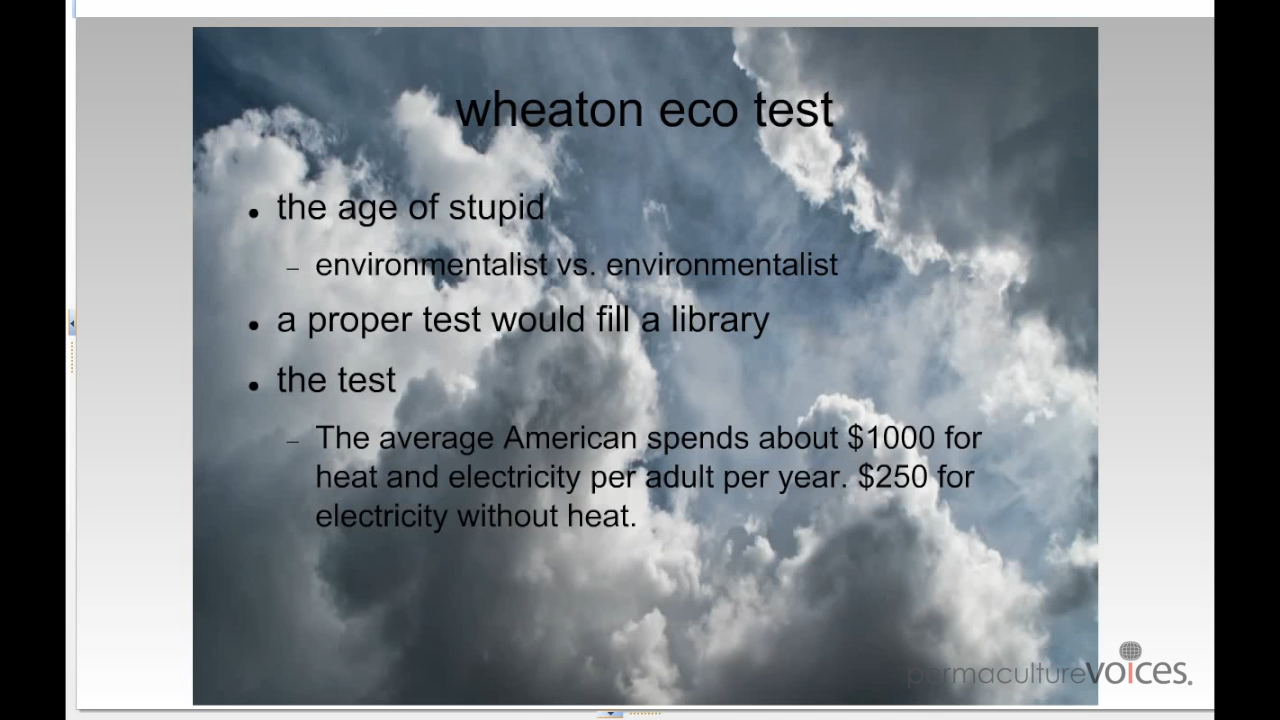 wheaton eco test
• the age of stupid
– environmentalist vs. environmentalist
• a proper test would fill a library
• the test
– The average American spends about $1000 for
heat and electricity per adult per year. $250 for
electricity without heat.
permaculturevoices.